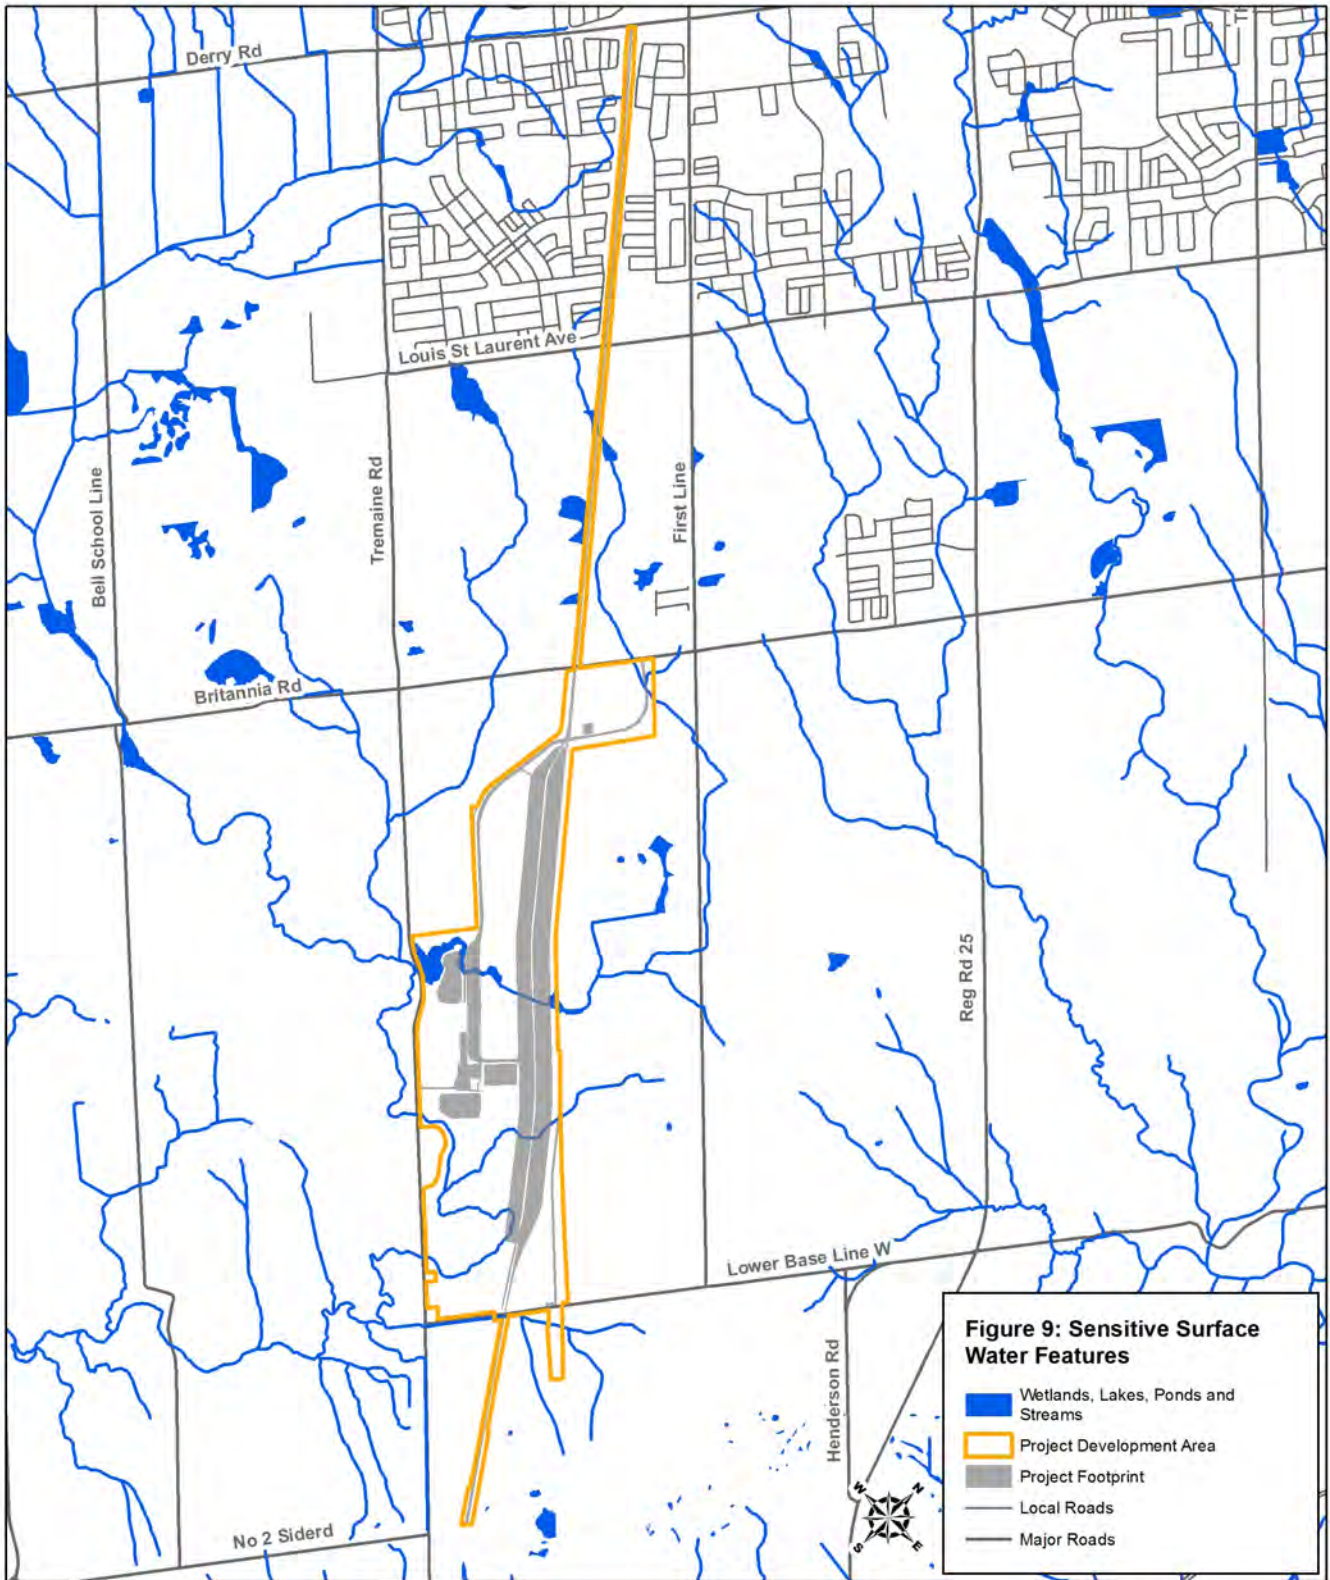 Derry Rd
Louis St Laurent Ave
Bell School Line
Tremaine Rd
First Line
Britannia Rd
Reg Rd 25
Lower Base Line W
Henderson Rd
No 2 Siderd
Figure 9: Sensitive Surface
Water Features
Wetlands, Lakes, Ponds and
Streams
Project Development Area
Project Footprint
Local Roads
Major Roads
W
N
S
E